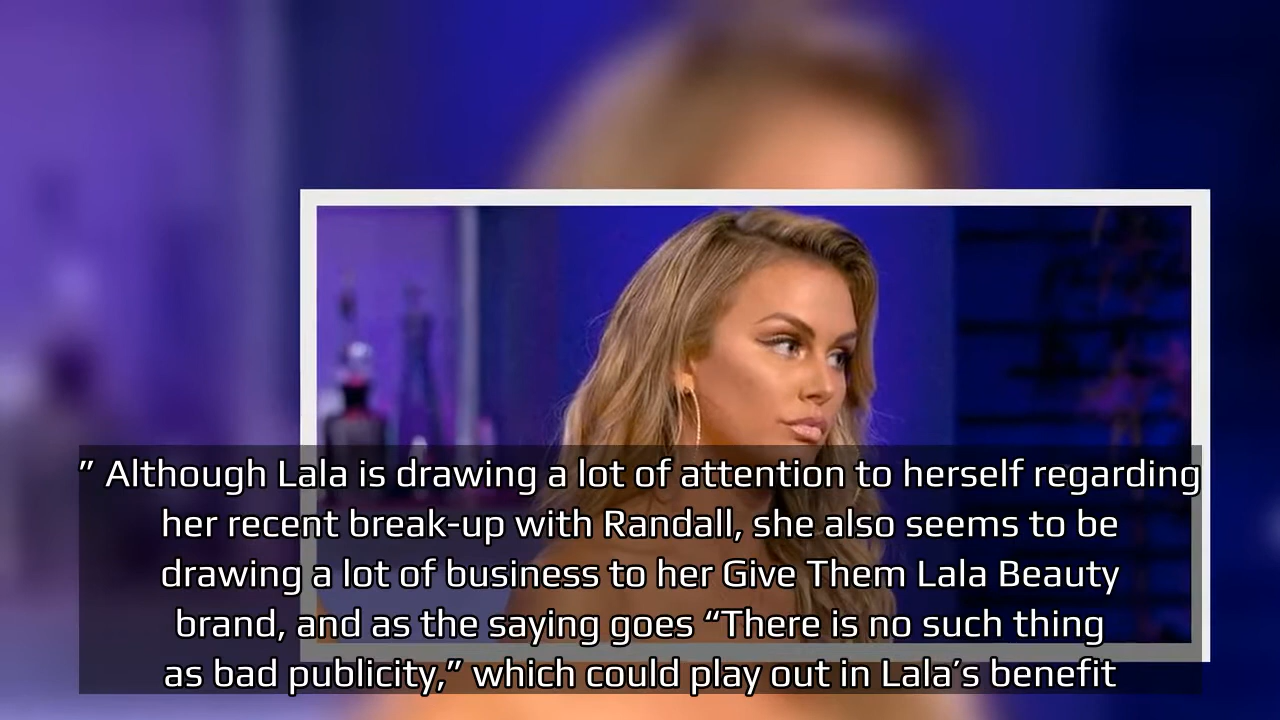 ” Although Lala is drawing a lot of attention to herself regarding
her recent break-up with Randall, she also seems to be
drawing a lot of business to her Give Them Lala Beauty
brand, and as the saying goes “There is no such thing
as bad publicity,” which could play out in Lala’s benefit